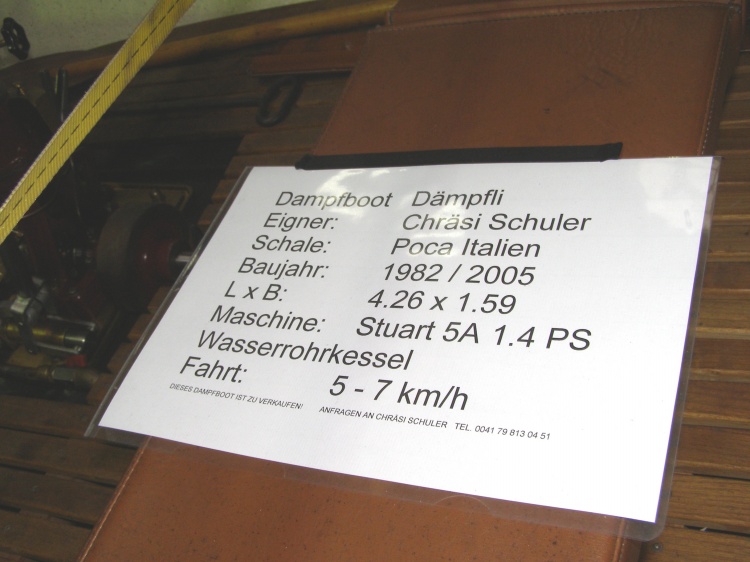 Dampfboot Dämpfli
Eigner: Chräsi Schuler
Schale: Poca Italien
Baujahr: 1982 / 2005
L x B: 4.26 x 1.59
Maschine: Stuart 5A 1.4 PS
Wasserrohrkessel
Fahrt: 5 - 7 km/h
DIESES DAMPFBOOT IST ZU VERKAUFEN! ANFRAGEN AN CHRÄSI SCHULER TEL. 0041 79 813 04 51